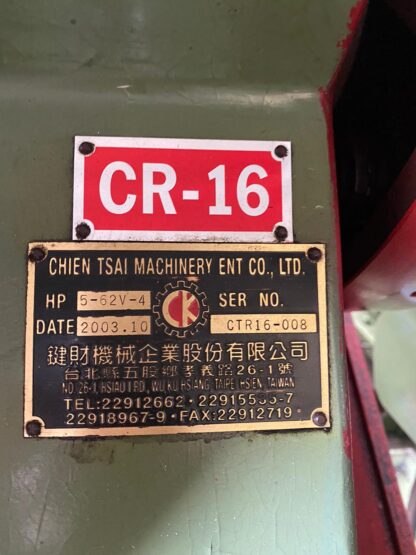 CR-16
CHIEN TSAI MACHINERY ENT CO., LTD.
HP 5-62V-4 CK SER NO.
DATE 2003.10 CTR16-008
鍵財機械企業股份有限公司
台北縣五股鄉孝義路26-1號
NO.26-1, HSIAO I RD., WU KU HSIANG, TAIPEI HSIEN, TAIWAN
TEL:22912662・22915535-7
22918967-9・FAX:22912719